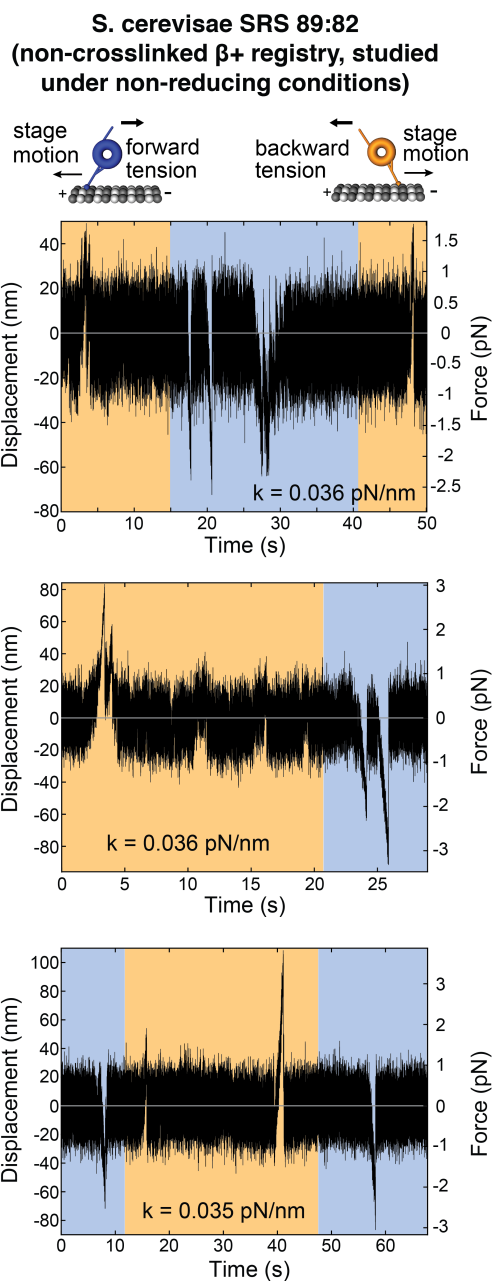 S. cerevisae SRS 89:82
(non-crosslinked β+ registry, studied
under non-reducing conditions)
stage
motion
forward
tension
backward
tension
stage
motion
+
−
+
−
Displacement (nm)
40
20
0
-20
-40
-60
-80
1.5
1
0.5
0
-0.5
-1
-1.5
-2
-2.5
Force (pN)
k = 0.036 pN/nm
0 10 20 30 40 50
Time (s)
Displacement (nm)
80
60
40
20
0
-20
-40
-60
-80
3
2
1
0
-1
-2
-3
Force (pN)
k = 0.036 pN/nm
0 5 10 15 20 25
Time (s)
Displacement (nm)
100
80
60
40
20
0
-20
-40
-60
-80
3
2
1
0
-1
-2
-3
Force (pN)
k = 0.035 pN/nm
0 10 20 30 40 50 60
Time (s)